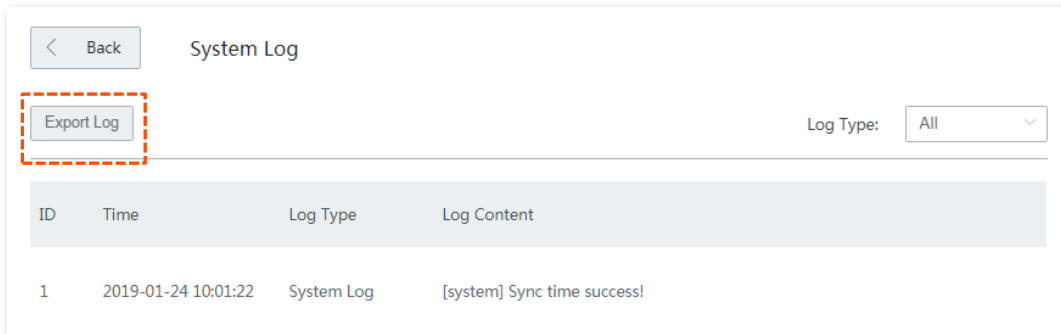 Back System Log
Export Log Log Type: All
ID Time Log Type Log Content
1 2019-01-24 10:01:22 System Log [system] Sync time success!